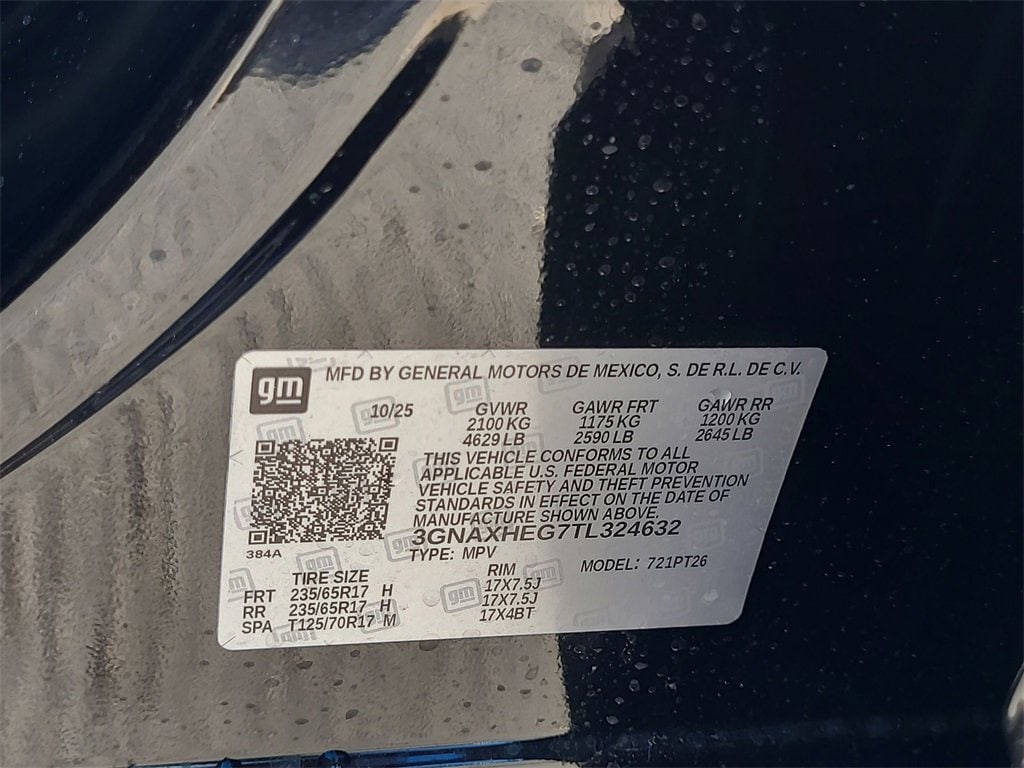 gm MFD BY GENERAL MOTORS DE MEXICO, S. DE R.L. DE C.V.
10/25 GVWR GAWR FRT GAWR RR
2100 KG 1175 KG 1200 KG
4629 LB 2590 LB 2645 LB
THIS VEHICLE CONFORMS TO ALL
APPLICABLE U.S. FEDERAL MOTOR
VEHICLE SAFETY AND THEFT PREVENTION
STANDARDS IN EFFECT ON THE DATE OF
MANUFACTURE SHOWN ABOVE.
3GNAXHEG7TL324632
384A
TYPE: MPV MODEL: 721PT26
TIRE SIZE RIM
FRT 235/65R17 H 17X7.5J
RR 235/65R17 H 17X7.5J
SPA T125/70R17 M 17X4BT